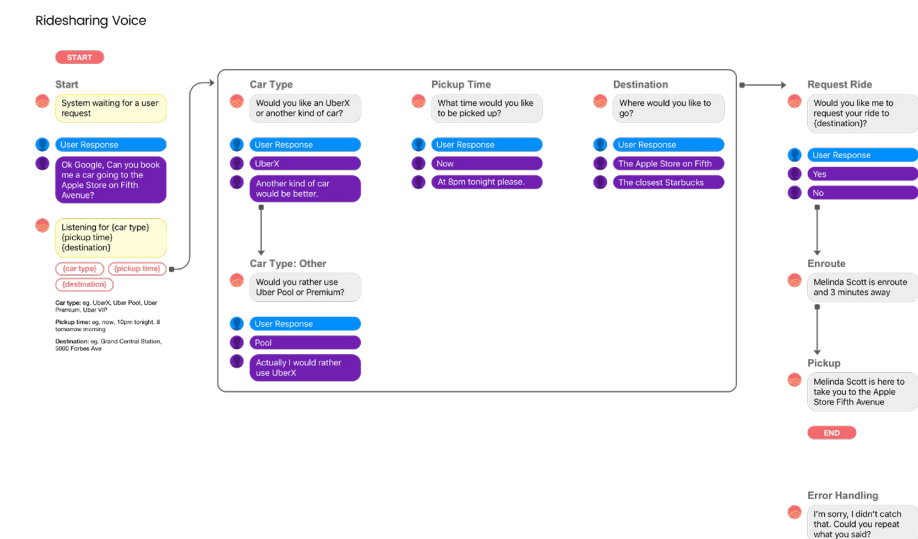 Ridesharing Voice
START
Start
System waiting for a user
request
User Response
Ok Google, Can you book
me a car going to the
Apple Store on Fifth
Avenue?
Listening for {car type}
{pickup time}
{destination}
{car type}
{pickup time}
{destination}
Car type: eg. UberX, Uber Pool, Uber
Premium, Uber VIP
Pickup time: eg. now, 10pm tonight, 8
tomorrow morning
Destination: eg. Grand Central Station,
5000 Forbes Ave
Car Type
Would you like an UberX
or another kind of car?
User Response
UberX
Another kind of car
would be better.
Car Type: Other
Would you rather use
Uber Pool or Premium?
User Response
Pool
Actually I would rather
use UberX
Pickup Time
What time would you like
to be picked up?
User Response
Now
At 8pm tonight please.
Destination
Where would you like to
go?
User Response
The Apple Store on Fifth
The closest Starbucks
Request Ride
Would you like me to
request your ride to
{destination}?
User Response
Yes
No
Enroute
Melinda Scott is enroute
and 3 minutes away
Pickup
Melinda Scott is here to
take you to the Apple
Store Fifth Avenue
END
Error Handling
I'm sorry, I didn't catch
that. Could you repeat
what you said?